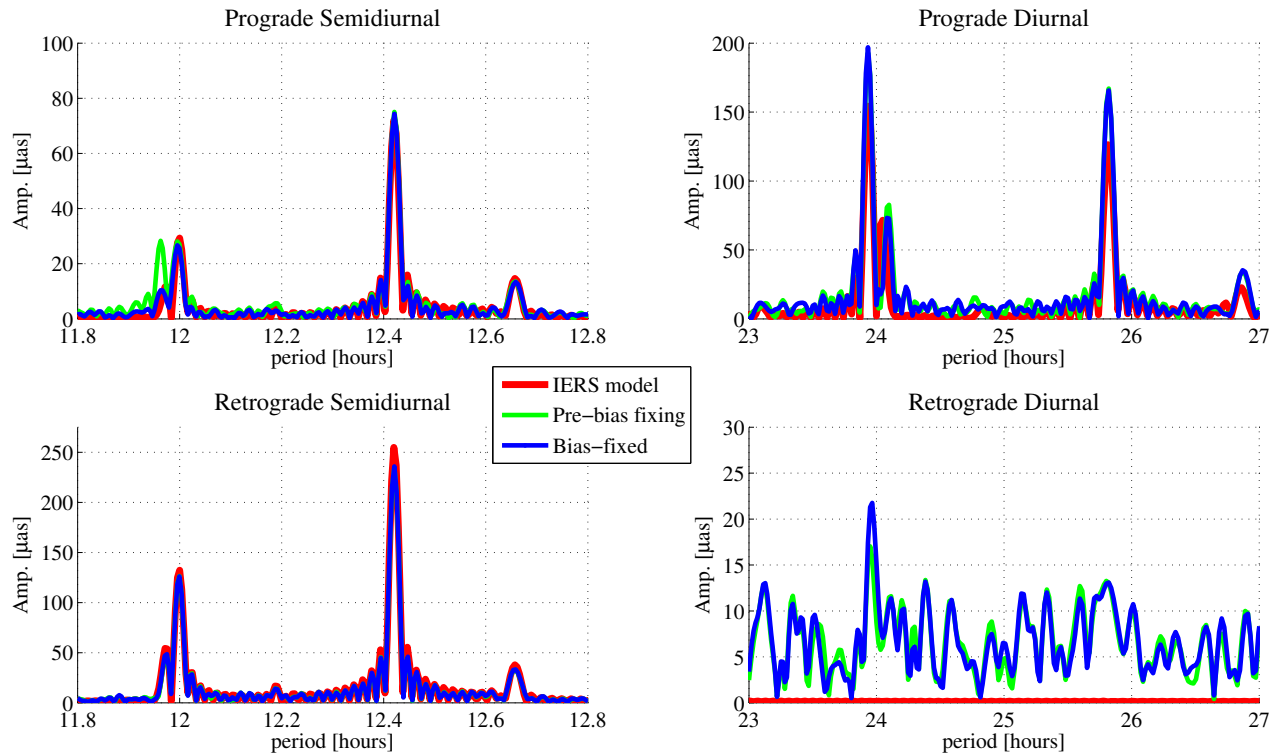 Prograde Semidiurnal
Amp. [µas]
100
80
60
40
20
0
11.8 12 12.2 12.4 12.6 12.8
period [hours]
Prograde Diurnal
Amp. [µas]
200
150
100
50
0
23 24 25 26 27
period [hours]
IERS model
Pre−bias fixing
Bias−fixed
Retrograde Semidiurnal
Amp. [µas]
250
200
150
100
50
0
11.8 12 12.2 12.4 12.6 12.8
period [hours]
Retrograde Diurnal
Amp. [µas]
30
25
20
15
10
5
0
23 24 25 26 27
period [hours]